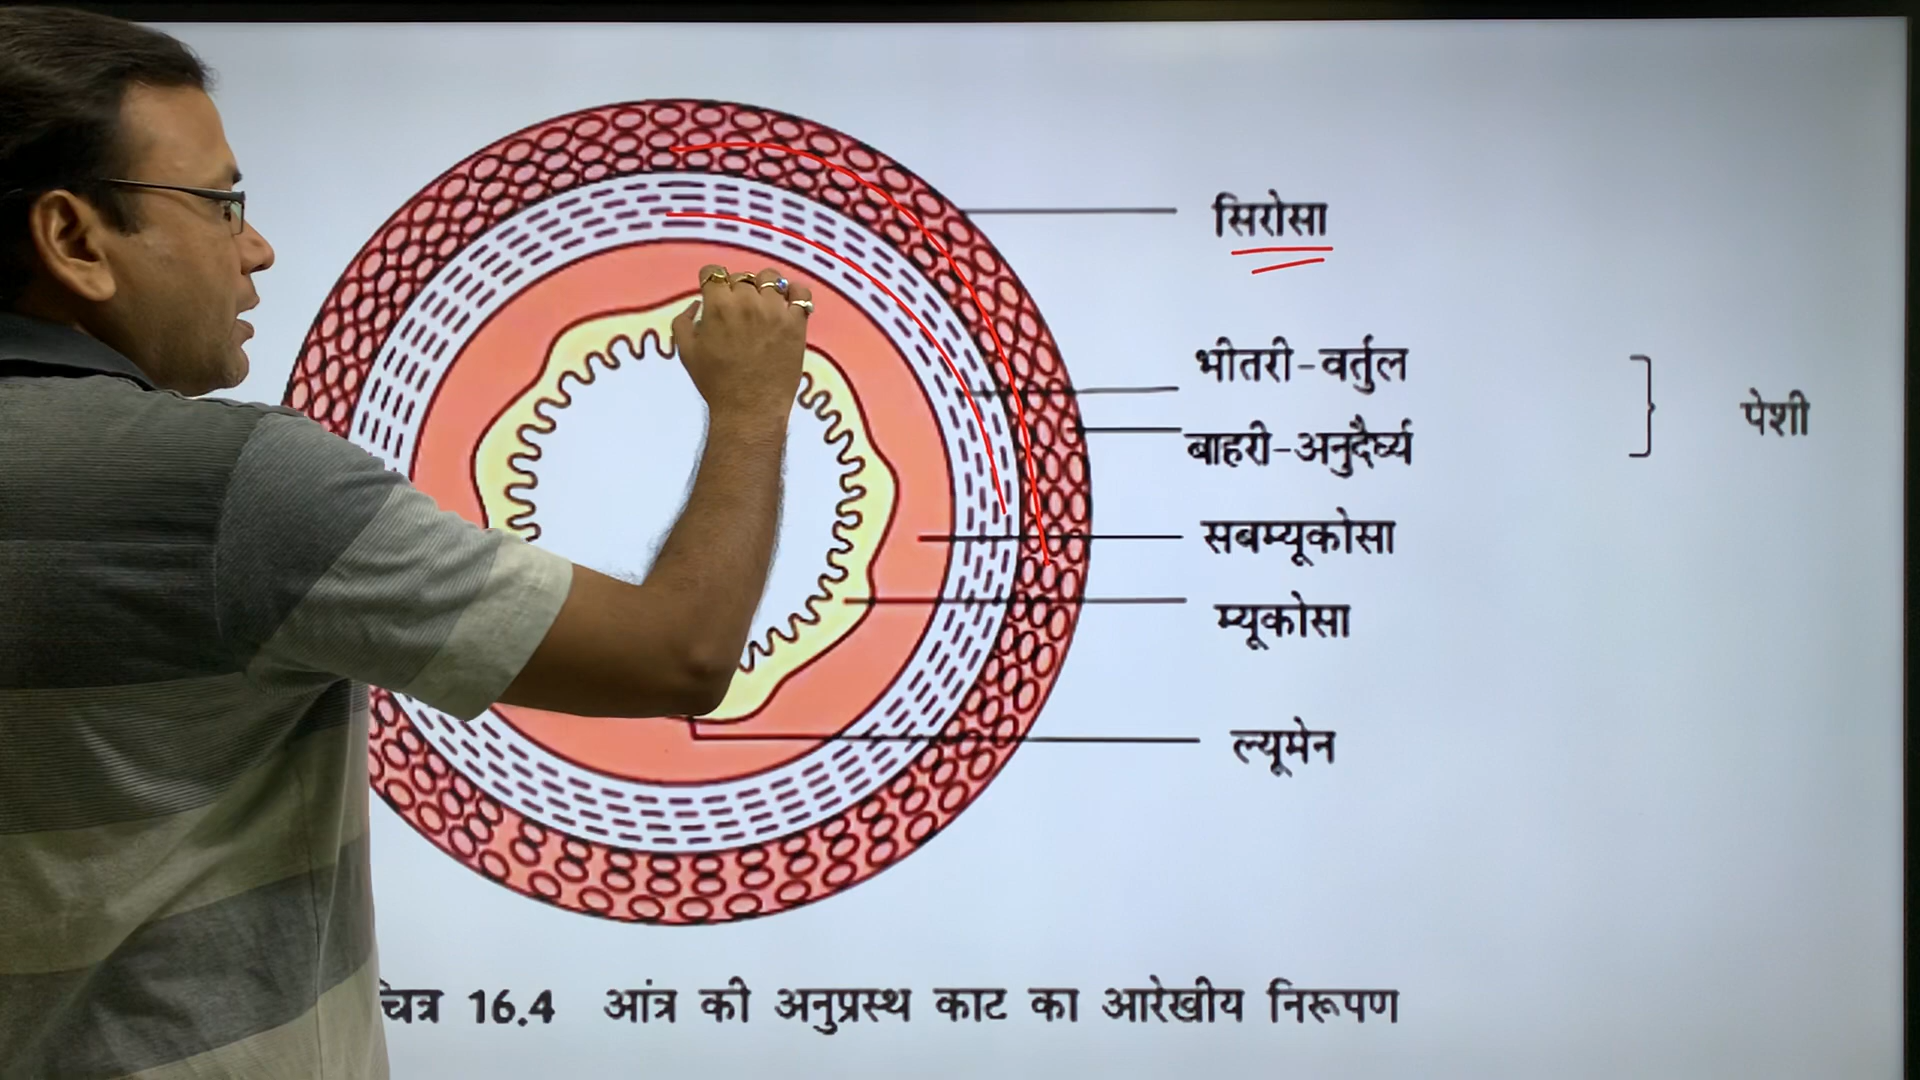 सिरोसा
भीतरी-वर्तुल
बाहरी-अनुदैर्घ्य
पेशी
सबम्यूकोसा
म्यूकोसा
ल्यूमेन
चित्र 16.4 आंत्र की अनुप्रस्थ काट का आरेखीय निरूपण